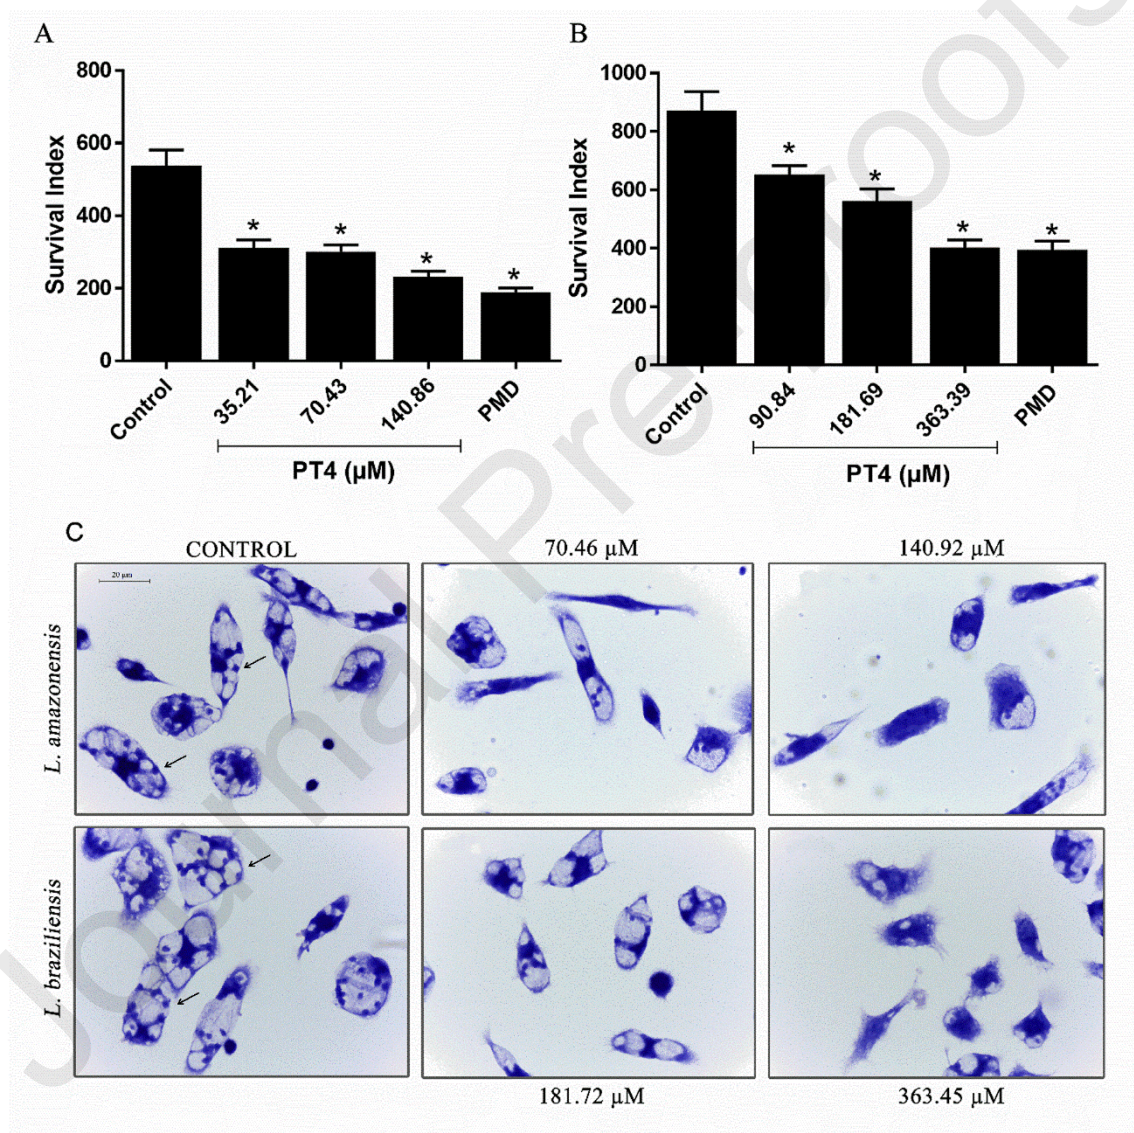 A
B
800
600
400
200
0
Survival Index
*
*
*
*
Control
35.21
70.43
140.86
PMD
PT4 (µM)
1000
800
600
400
200
0
Survival Index
*
*
*
*
Control
90.84
181.69
363.39
PMD
PT4 (µM)
C
CONTROL
70.46 µM
140.92 µM
20 µm
L. amazonensis
L. braziliensis
181.72 µM
363.45 µM
Journal Pre-proofs